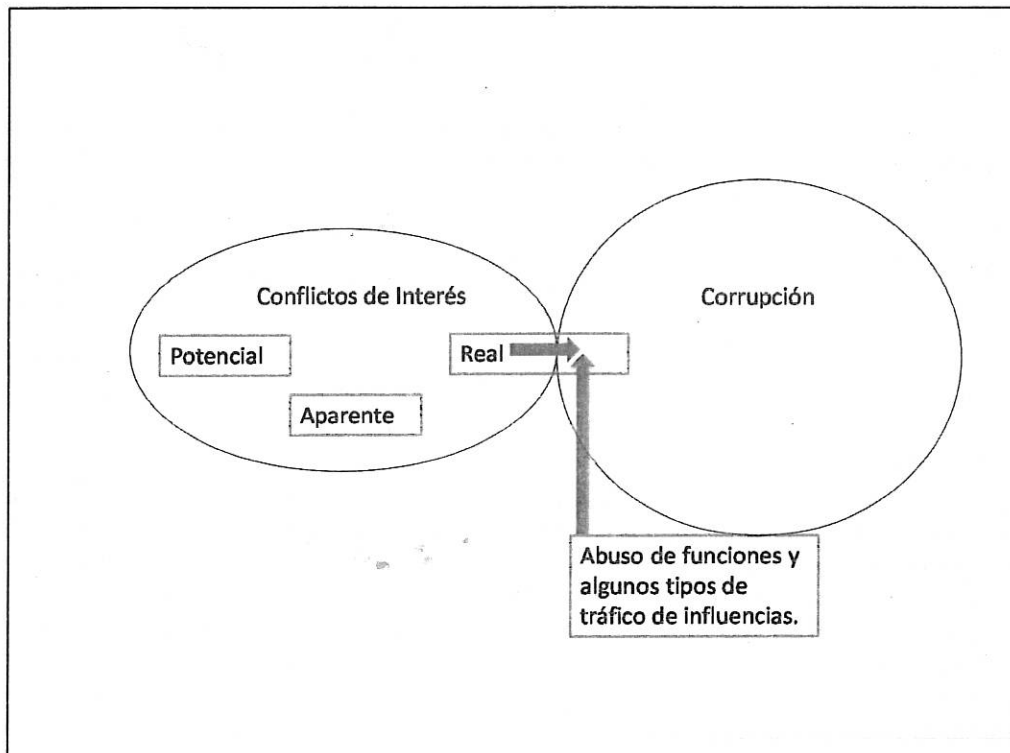 Conflictos de Interés
Corrupción
Potencial
Real
Aparente
Abuso de funciones y
algunos tipos de
tráfico de influencias.